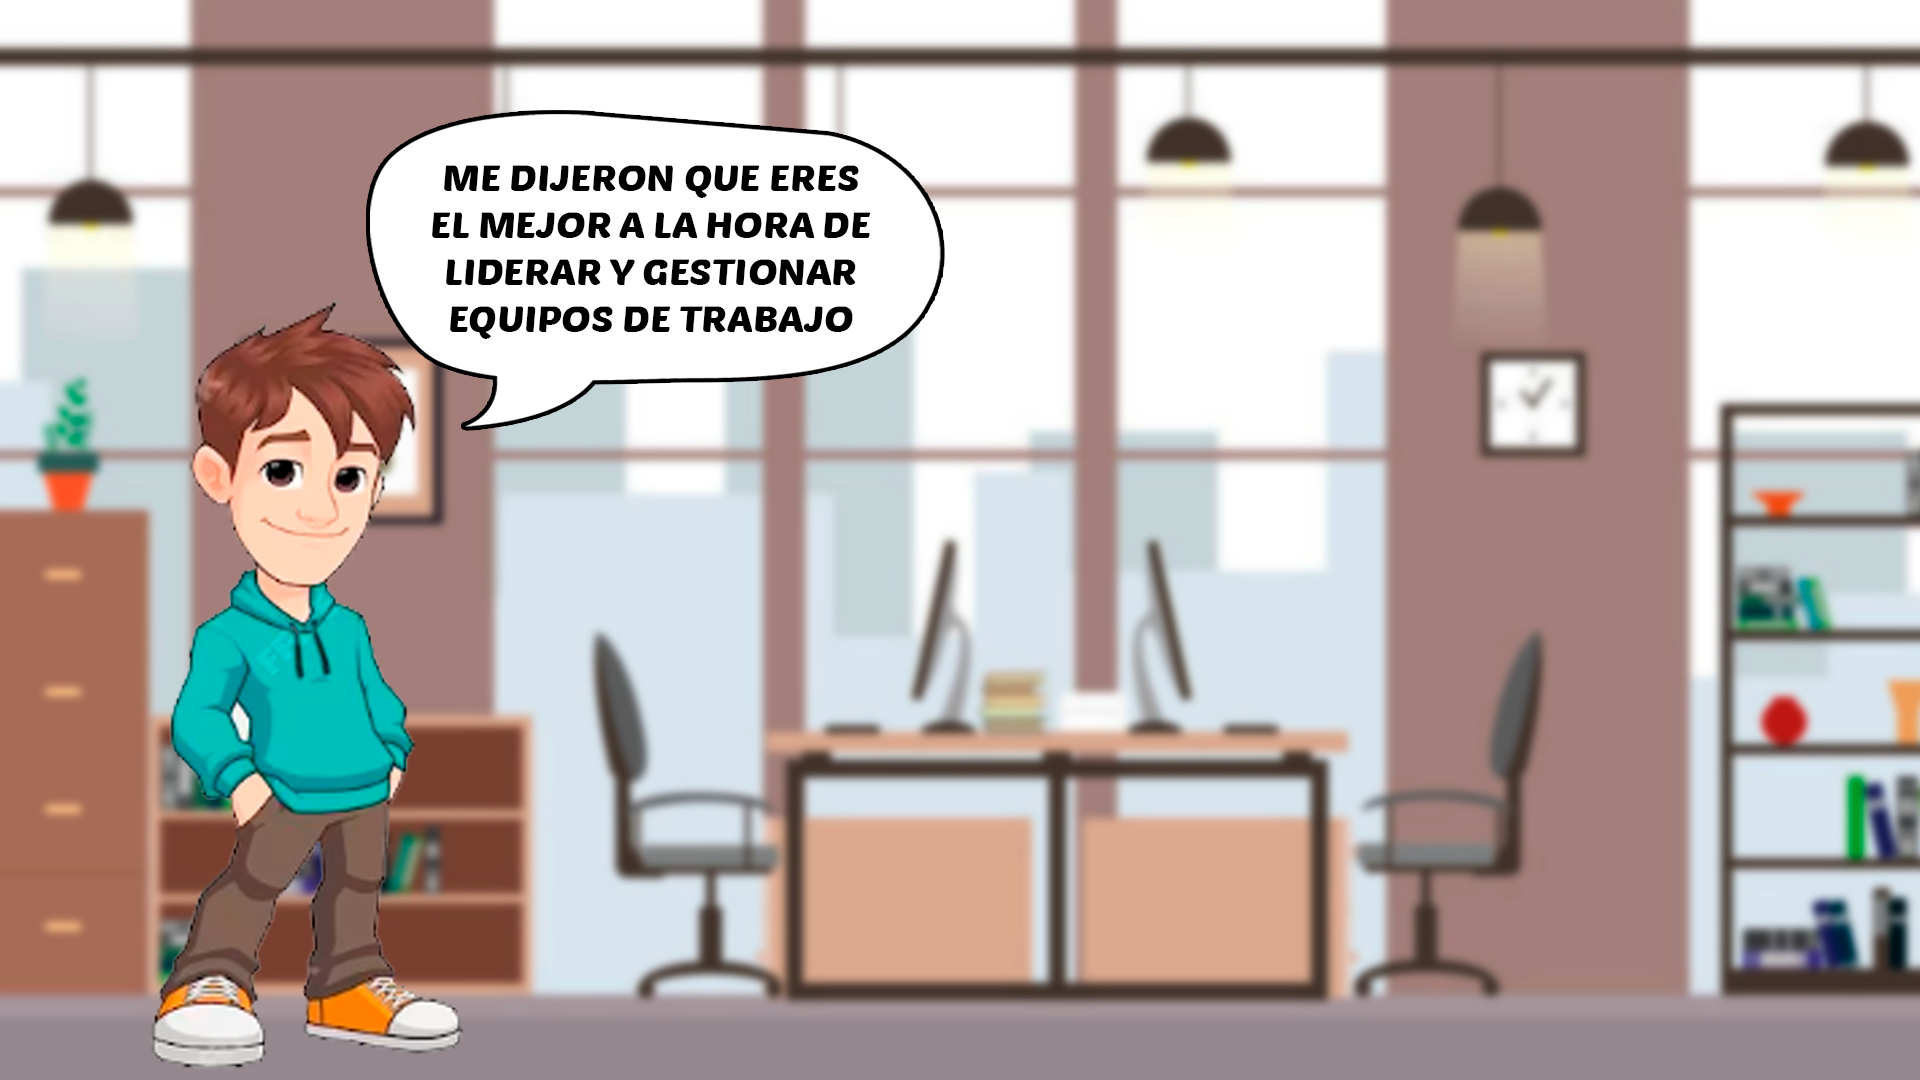 ME DIJERON QUE ERES
EL MEJOR A LA HORA DE
LIDERAR Y GESTIONAR
EQUIPOS DE TRABAJO